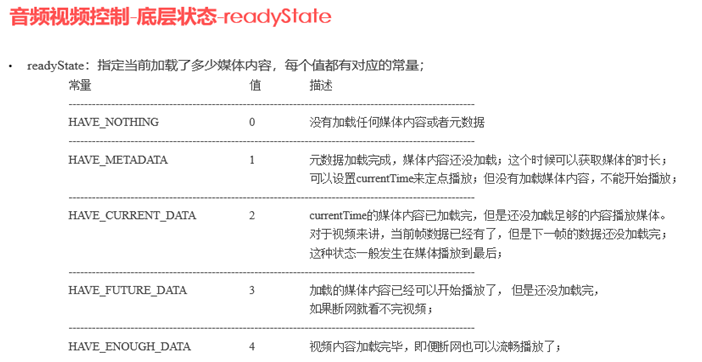 音频视频控制-底层状态-readyState
• readyState：指定当前加载了多少媒体内容，每个值都有对应的常量；
常量 值 描述
HAVE_NOTHING 0 没有加载任何媒体内容或者元数据
HAVE_METADATA 1 元数据加载完成，媒体内容还没加载；这个时候可以获取媒体的时长；
可以设置currentTime来定点播放；但没有加载媒体内容，不能开始播放；
HAVE_CURRENT_DATA 2 currentTime的媒体内容已加载完，但是还没加载足够的内容播放媒体。
对于视频来讲，当前帧数据已经有了，但是下一帧的数据还没加载完；
这种状态一般发生在媒体播放到最后；
HAVE_FUTURE_DATA 3 加载的媒体内容已经可以开始播放了， 但是还没加载完，
如果断网就看不完视频；
HAVE_ENOUGH_DATA 4 视频内容加载完毕，即便断网也可以流畅播放了；